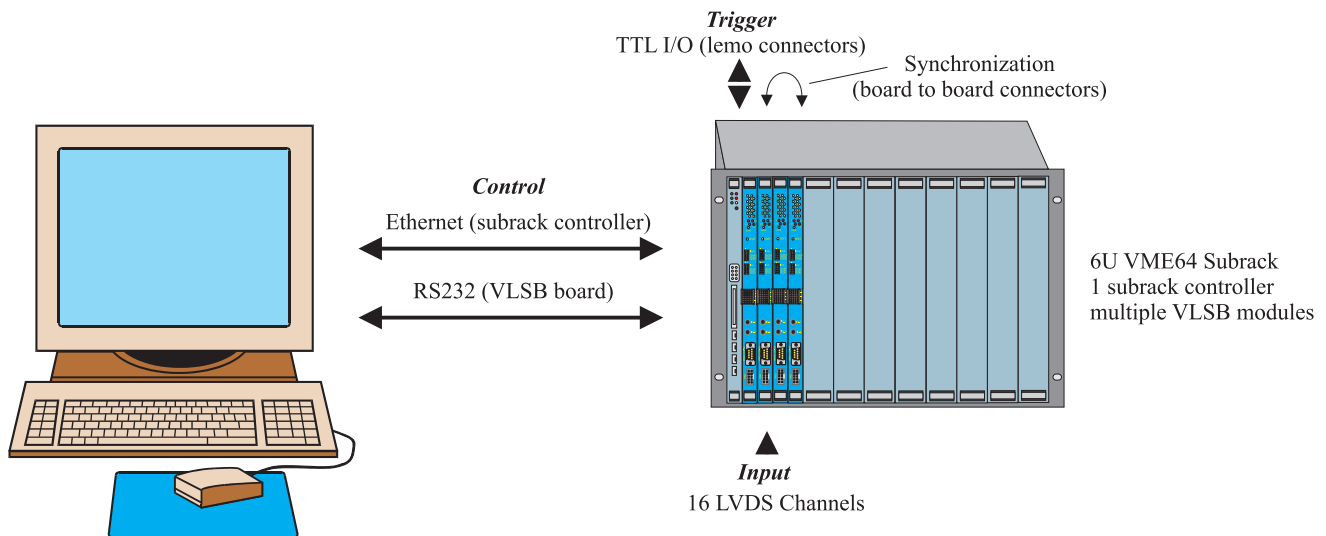 Trigger
TTL I/O (lemo connectors)
Synchronization
(board to board connectors)
Control
Ethernet (subrack controller)
RS232 (VLSB board)
6U VME64 Subrack
1 subrack controller
multiple VLSB modules
Input
16 LVDS Channels